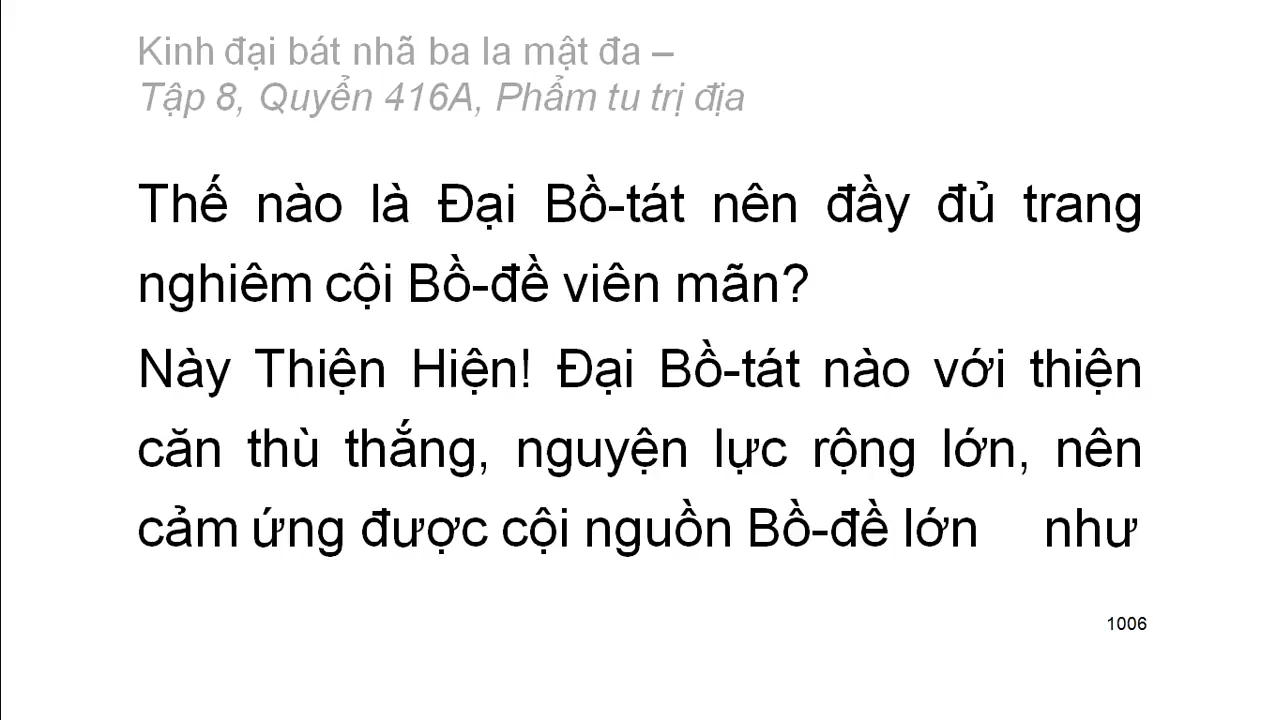 Kinh đại bát nhã ba la mật đa –
Tập 8, Quyển 416A, Phẩm tu trị địa
Thế nào là Đại Bồ-tát nên đầy đủ trang
nghiêm cội Bồ-đề viên mãn?
Này Thiện Hiện! Đại Bồ-tát nào với thiện
căn thù thắng, nguyện lực rộng lớn, nên
cảm ứng được cội nguồn Bồ-đề lớn như
1006